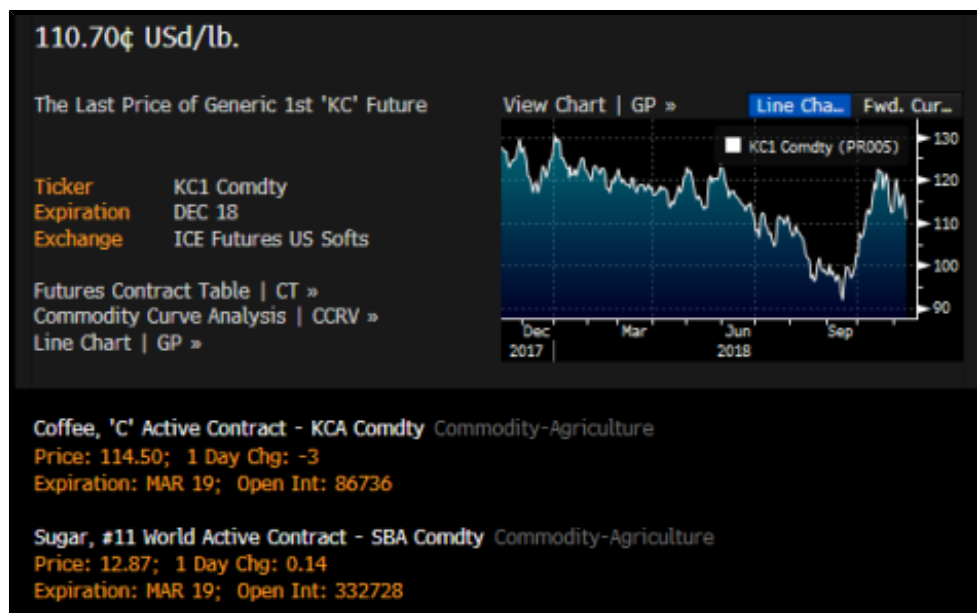 110.70¢ USd/lb.
The Last Price of Generic 1st 'KC' Future
View Chart | GP »
Line Cha…
Fwd. Cur…
KC1 Comdty (PR005)
130
120
110
100
90
Dec Mar Jun Sep
2017 2018
Ticker KC1 Comdty
Expiration DEC 18
Exchange ICE Futures US Softs
Futures Contract Table | CT »
Commodity Curve Analysis | CCRV »
Line Chart | GP »
Coffee, 'C' Active Contract - KCA Comdty Commodity-Agriculture
Price: 114.50; 1 Day Chg: -3
Expiration: MAR 19; Open Int: 86736
Sugar, #11 World Active Contract - SBA Comdty Commodity-Agriculture
Price: 12.87; 1 Day Chg: 0.14
Expiration: MAR 19; Open Int: 332728